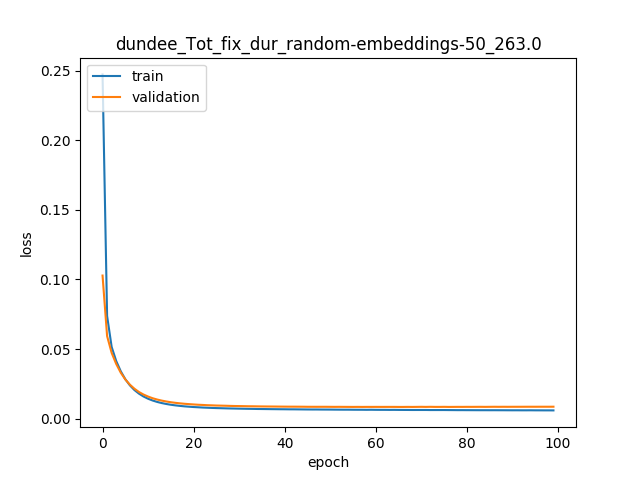 dundee_Tot_fix_dur_random-embeddings-50_263.0
train
validation
0.25
0.20
0.15
0.10
0.05
0.00
loss
0 20 40 60 80 100
epoch